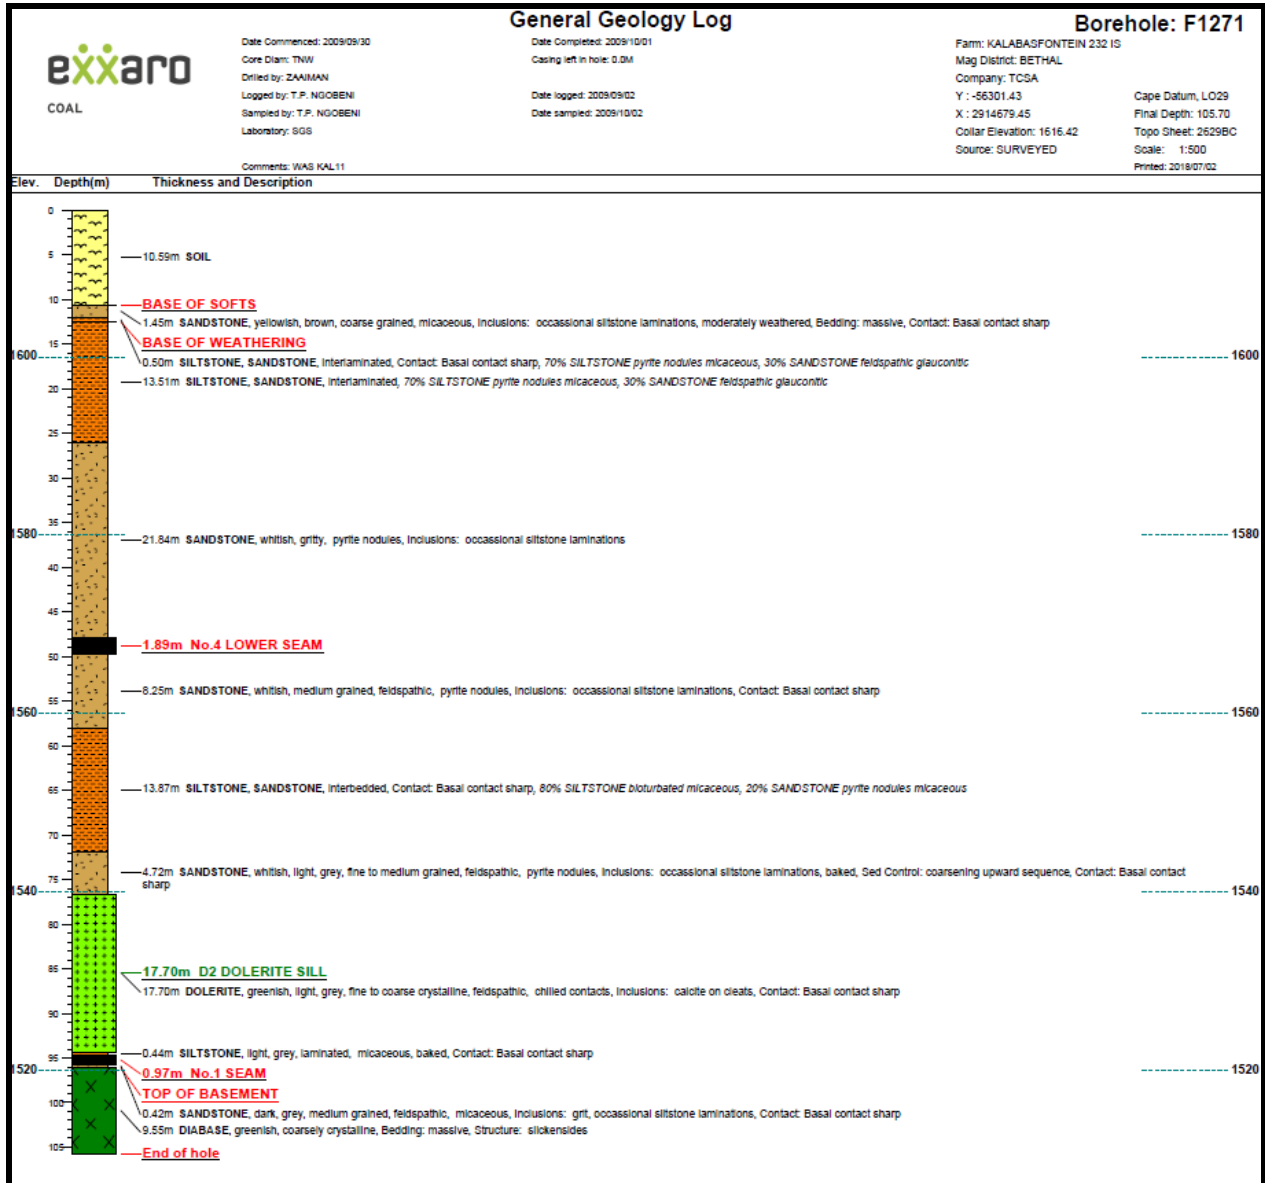 General Geology Log
Borehole: F1271
exxaro
COAL
Date Commenced: 2009/09/30
Core Diam: TNW
Drilled by: ZAAIMAN
Logged by: T.P. NGOBENI
Sampled by: T.P. NGOBENI
Laboratory: SGS
Comments: WAS KAL11
Date Completed: 2009/10/01
Casing left in hole: 0.0M
Date logged: 2009/09/02
Date sampled: 2009/10/02
Farm: KALABASFONTEIN 232 IS
Mag District: BETHAL
Company: TCSA
Y : -56301.43
X : 2914679.45
Collar Elevation: 1616.42
Source: SURVEYED
Cape Datum, LO29
Final Depth: 105.70
Topo Sheet: 2629BC
Scale: 1:500
Printed: 2018/07/02
Elev. Depth(m) Thickness and Description
0
5
10.59m SOIL
10
BASE OF SOFTS
1.45m SANDSTONE, yellowish, brown, coarse grained, micaceous, Inclusions: occassional siltstone laminations, moderately weathered, Bedding: massive, Contact: Basal contact sharp
15
BASE OF WEATHERING
1600 1600
0.50m SILTSTONE, SANDSTONE, Interlaminated, Contact: Basal contact sharp, 70% SILTSTONE pyrite nodules micaceous, 30% SANDSTONE feldspathic glauconitic
13.51m SILTSTONE, SANDSTONE, Interlaminated, 70% SILTSTONE pyrite nodules micaceous, 30% SANDSTONE feldspathic glauconitic
20
25
30
35
1580 1580
21.84m SANDSTONE, whitish, gritty, pyrite nodules, Inclusions: occassional siltstone laminations
40
45
1.89m No.4 LOWER SEAM
50
8.25m SANDSTONE, whitish, medium grained, feldspathic, pyrite nodules, Inclusions: occassional siltstone laminations, Contact: Basal contact sharp
55
1560 1560
60
65
13.87m SILTSTONE, SANDSTONE, Interbedded, Contact: Basal contact sharp, 80% SILTSTONE bioturbated micaceous, 20% SANDSTONE pyrite nodules micaceous
70
4.72m SANDSTONE, whitish, light, grey, fine to medium grained, feldspathic, pyrite nodules, Inclusions: occassional siltstone laminations, baked, Sed Control: coarsening upward sequence, Contact: Basal contact
sharp
75
1540 1540
80
85
17.70m D2 DOLERITE SILL
17.70m DOLERITE, greenish, light, grey, fine to coarse crystalline, feldspathic, chilled contacts, Inclusions: calcite on cleats, Contact: Basal contact sharp
90
95
0.44m SILTSTONE, light, grey, laminated, micaceous, baked, Contact: Basal contact sharp
1520 1520
0.97m No.1 SEAM
TOP OF BASEMENT
100
0.42m SANDSTONE, dark, grey, medium grained, feldspathic, micaceous, Inclusions: grit, occassional siltstone laminations, Contact: Basal contact sharp
9.55m DIABASE, greenish, coarsely crystalline, Bedding: massive, Structure: slickensides
105
End of hole